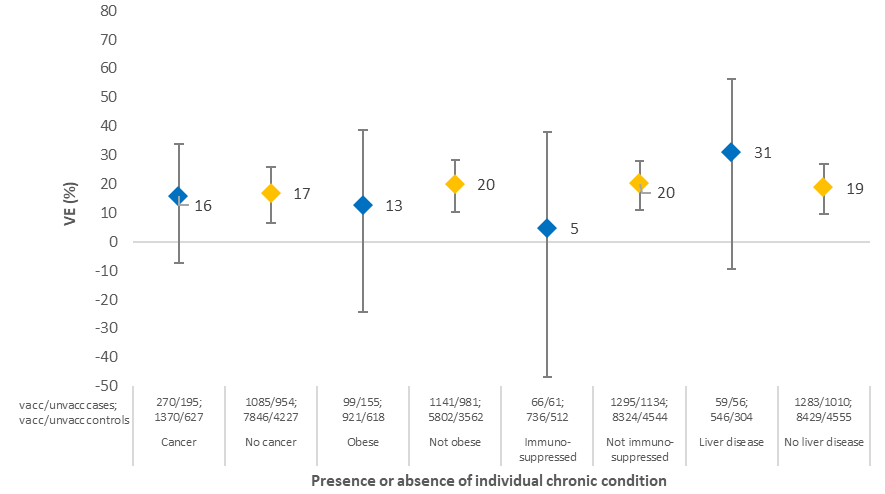 80
70
60
50
40
30
20
10
0
-10
-20
-30
-40
-50
VE (%)
16
17
13
20
5
20
31
19
vacc/unvacc cases;
vacc/unvacc controls
270/195;
1370/627
Cancer
1085/954;
7846/4227
No cancer
99/155;
921/618
Obese
1141/981;
5802/3562
Not obese
66/61;
736/512
Immuno-
suppressed
1295/1134;
8324/4544
Not immuno-
suppressed
59/56;
546/304
Liver disease
1283/1010;
8429/4555
No liver disease
Presence or absence of individual chronic condition